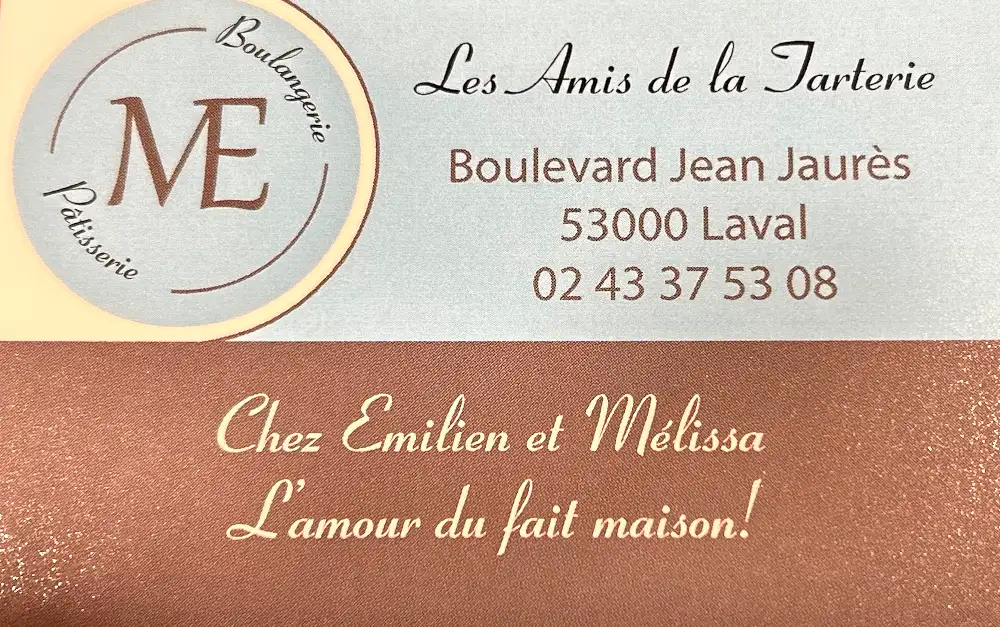 Boulangerie
ME
Pâtisserie
Les Amis de la Tarterie
Boulevard Jean Jaurès
53000 Laval
02 43 37 53 08
Chez Emilien et Mélissa
L'amour du fait maison!